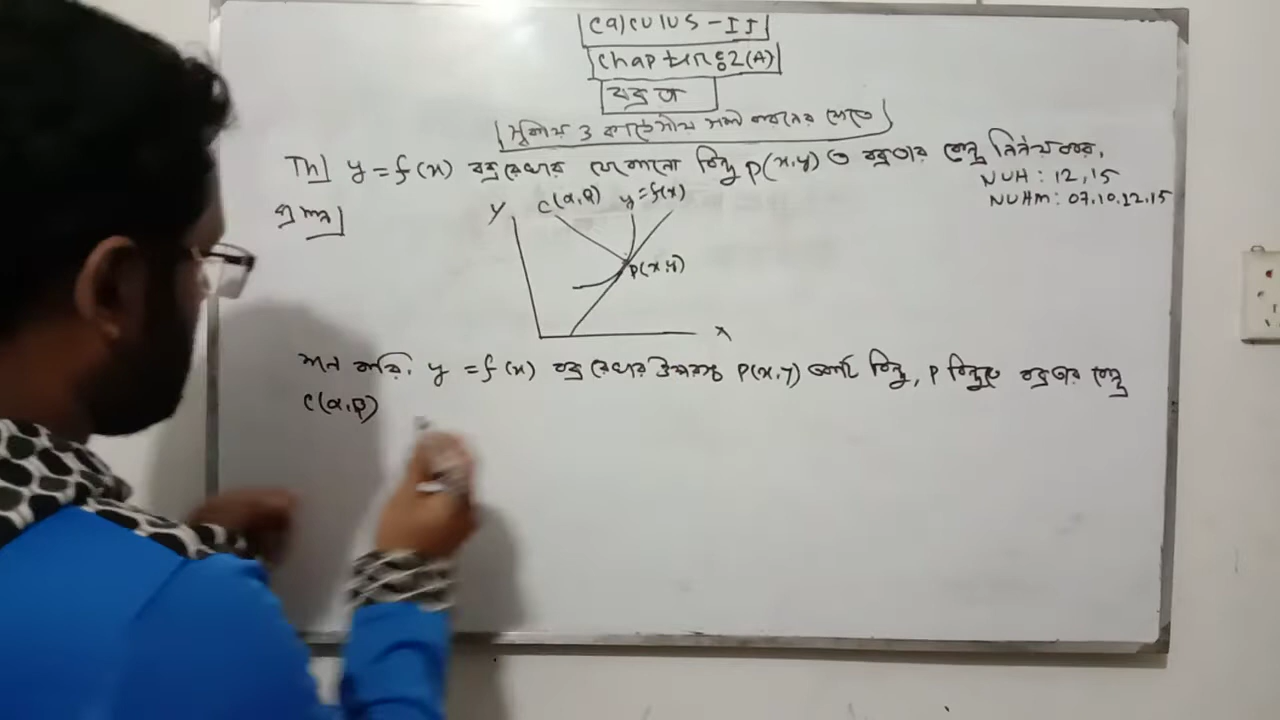 Calculus-II
Chapter: 2(A)
বক্রতা
মূলবিন্দু ও কার্তেসীয় সমীকরণের ক্ষেত্রে
Th] y = f(x) বক্ররেখার যেকোনো বিন্দু P(x,y) তে বক্রতার কেন্দ্র নির্ণয় কর.
NUH : 12,15
NUHM : 07,10,12,15
প্রমাণ]
Y C(α,β) y=f(x)
P(x,y)
X
মনে করি, y = f(x) বক্ররেখার উপরস্থ P(x,y) একটি বিন্দু, P বিন্দুতে বক্রতার কেন্দ্র
C(α,β)